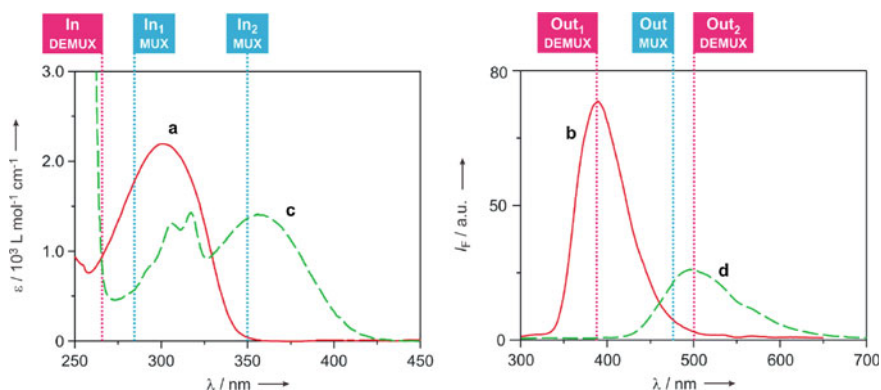 In
DEMUX
In₁
MUX
In₂
MUX
3.0
2.0
1.0
0
ε / 10³ L mol⁻¹ cm⁻¹
a
c
250
300
350
400
450
λ / nm
Out₁
DEMUX
Out
MUX
Out₂
DEMUX
80
50
0
I_F / a.u.
b
d
300
400
500
600
700
λ / nm